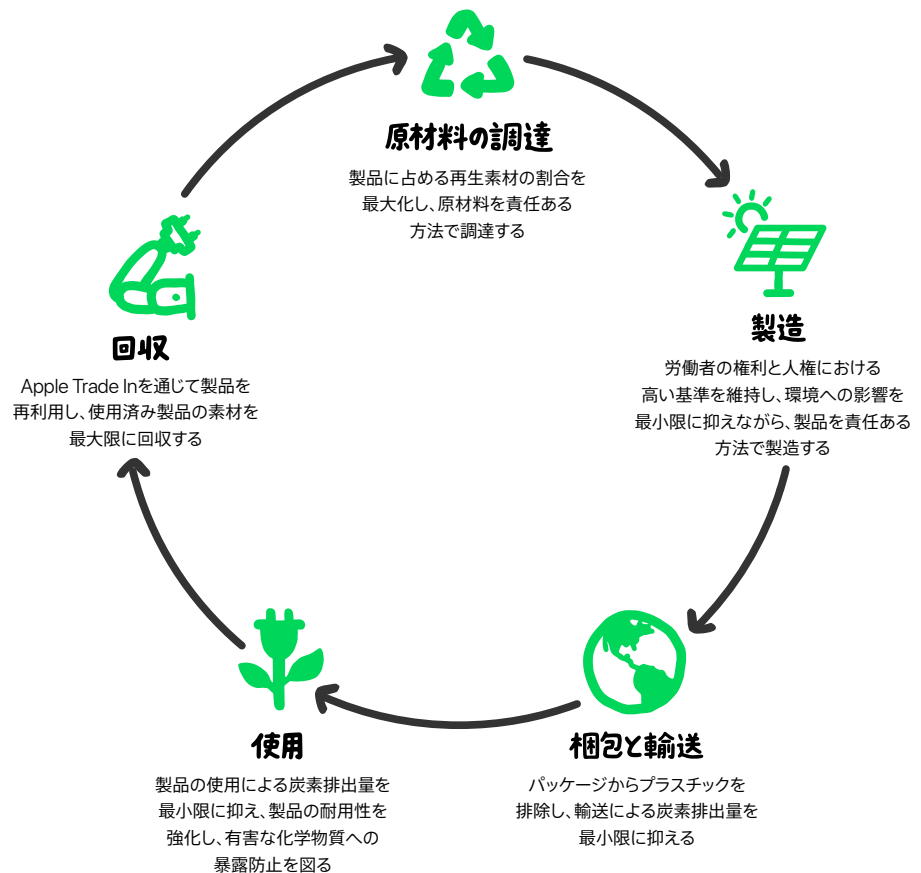 原材料の調達
製品に占める再生素材の割合を
最大化し、原材料を責任ある
方法で調達する
製造
労働者の権利と人権における
高い基準を維持し、環境への影響を
最小限に抑えながら、製品を責任ある
方法で製造する
梱包と輸送
パッケージからプラスチックを
排除し、輸送による炭素排出量を
最小限に抑える
使用
製品の使用による炭素排出量を
最小限に抑え、製品の耐用性を
強化し、有害な化学物質への
暴露防止を図る
回収
Apple Trade Inを通じて製品を
再利用し、使用済み製品の素材を
最大限に回収する